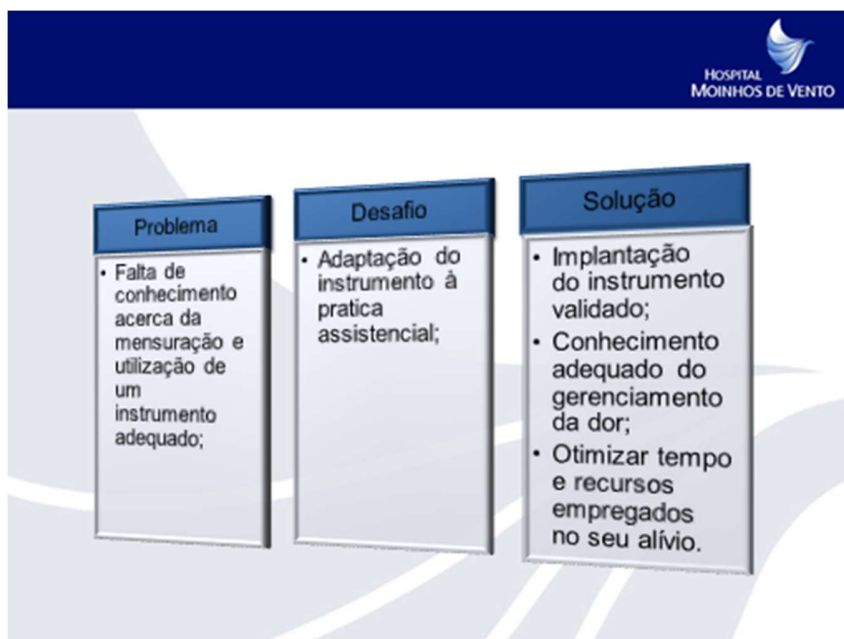 HOSPITAL
MOINHOS DE VENTO
Problema
• Falta de
conhecimento
acerca da
mensuração e
utilização de
um
instrumento
adequado;
Desafio
• Adaptação do
instrumento à
pratica
assistencial;
Solução
• Implantação
do instrumento
validado;
• Conhecimento
adequado do
gerenciamento
da dor;
• Otimizar tempo
e recursos
empregados
no seu alívio.